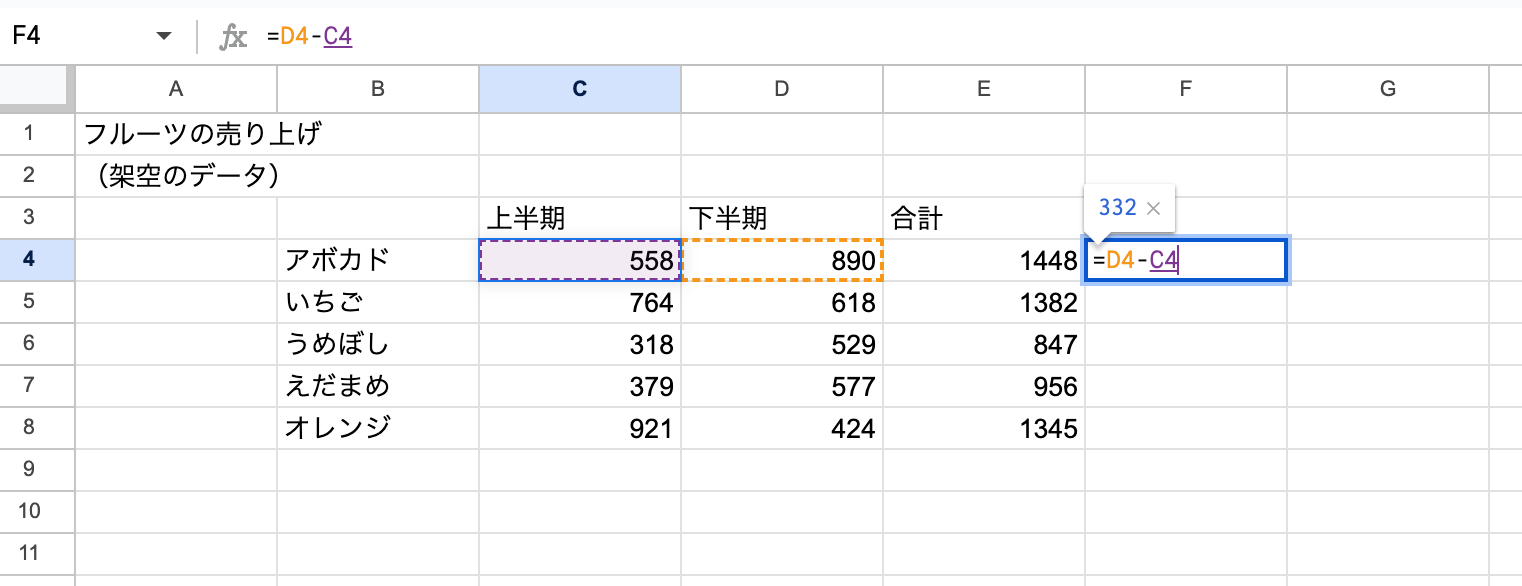 F4 fx =D4-C4
A B C D E F G
1 フルーツの売り上げ
2 （架空のデータ）
3 上半期 下半期 合計 332 ×
4 アボカド 558 890 1448 =D4-C4
5 いちご 764 618 1382
6 うめぼし 318 529 847
7 えだまめ 379 577 956
8 オレンジ 921 424 1345
9
10
11